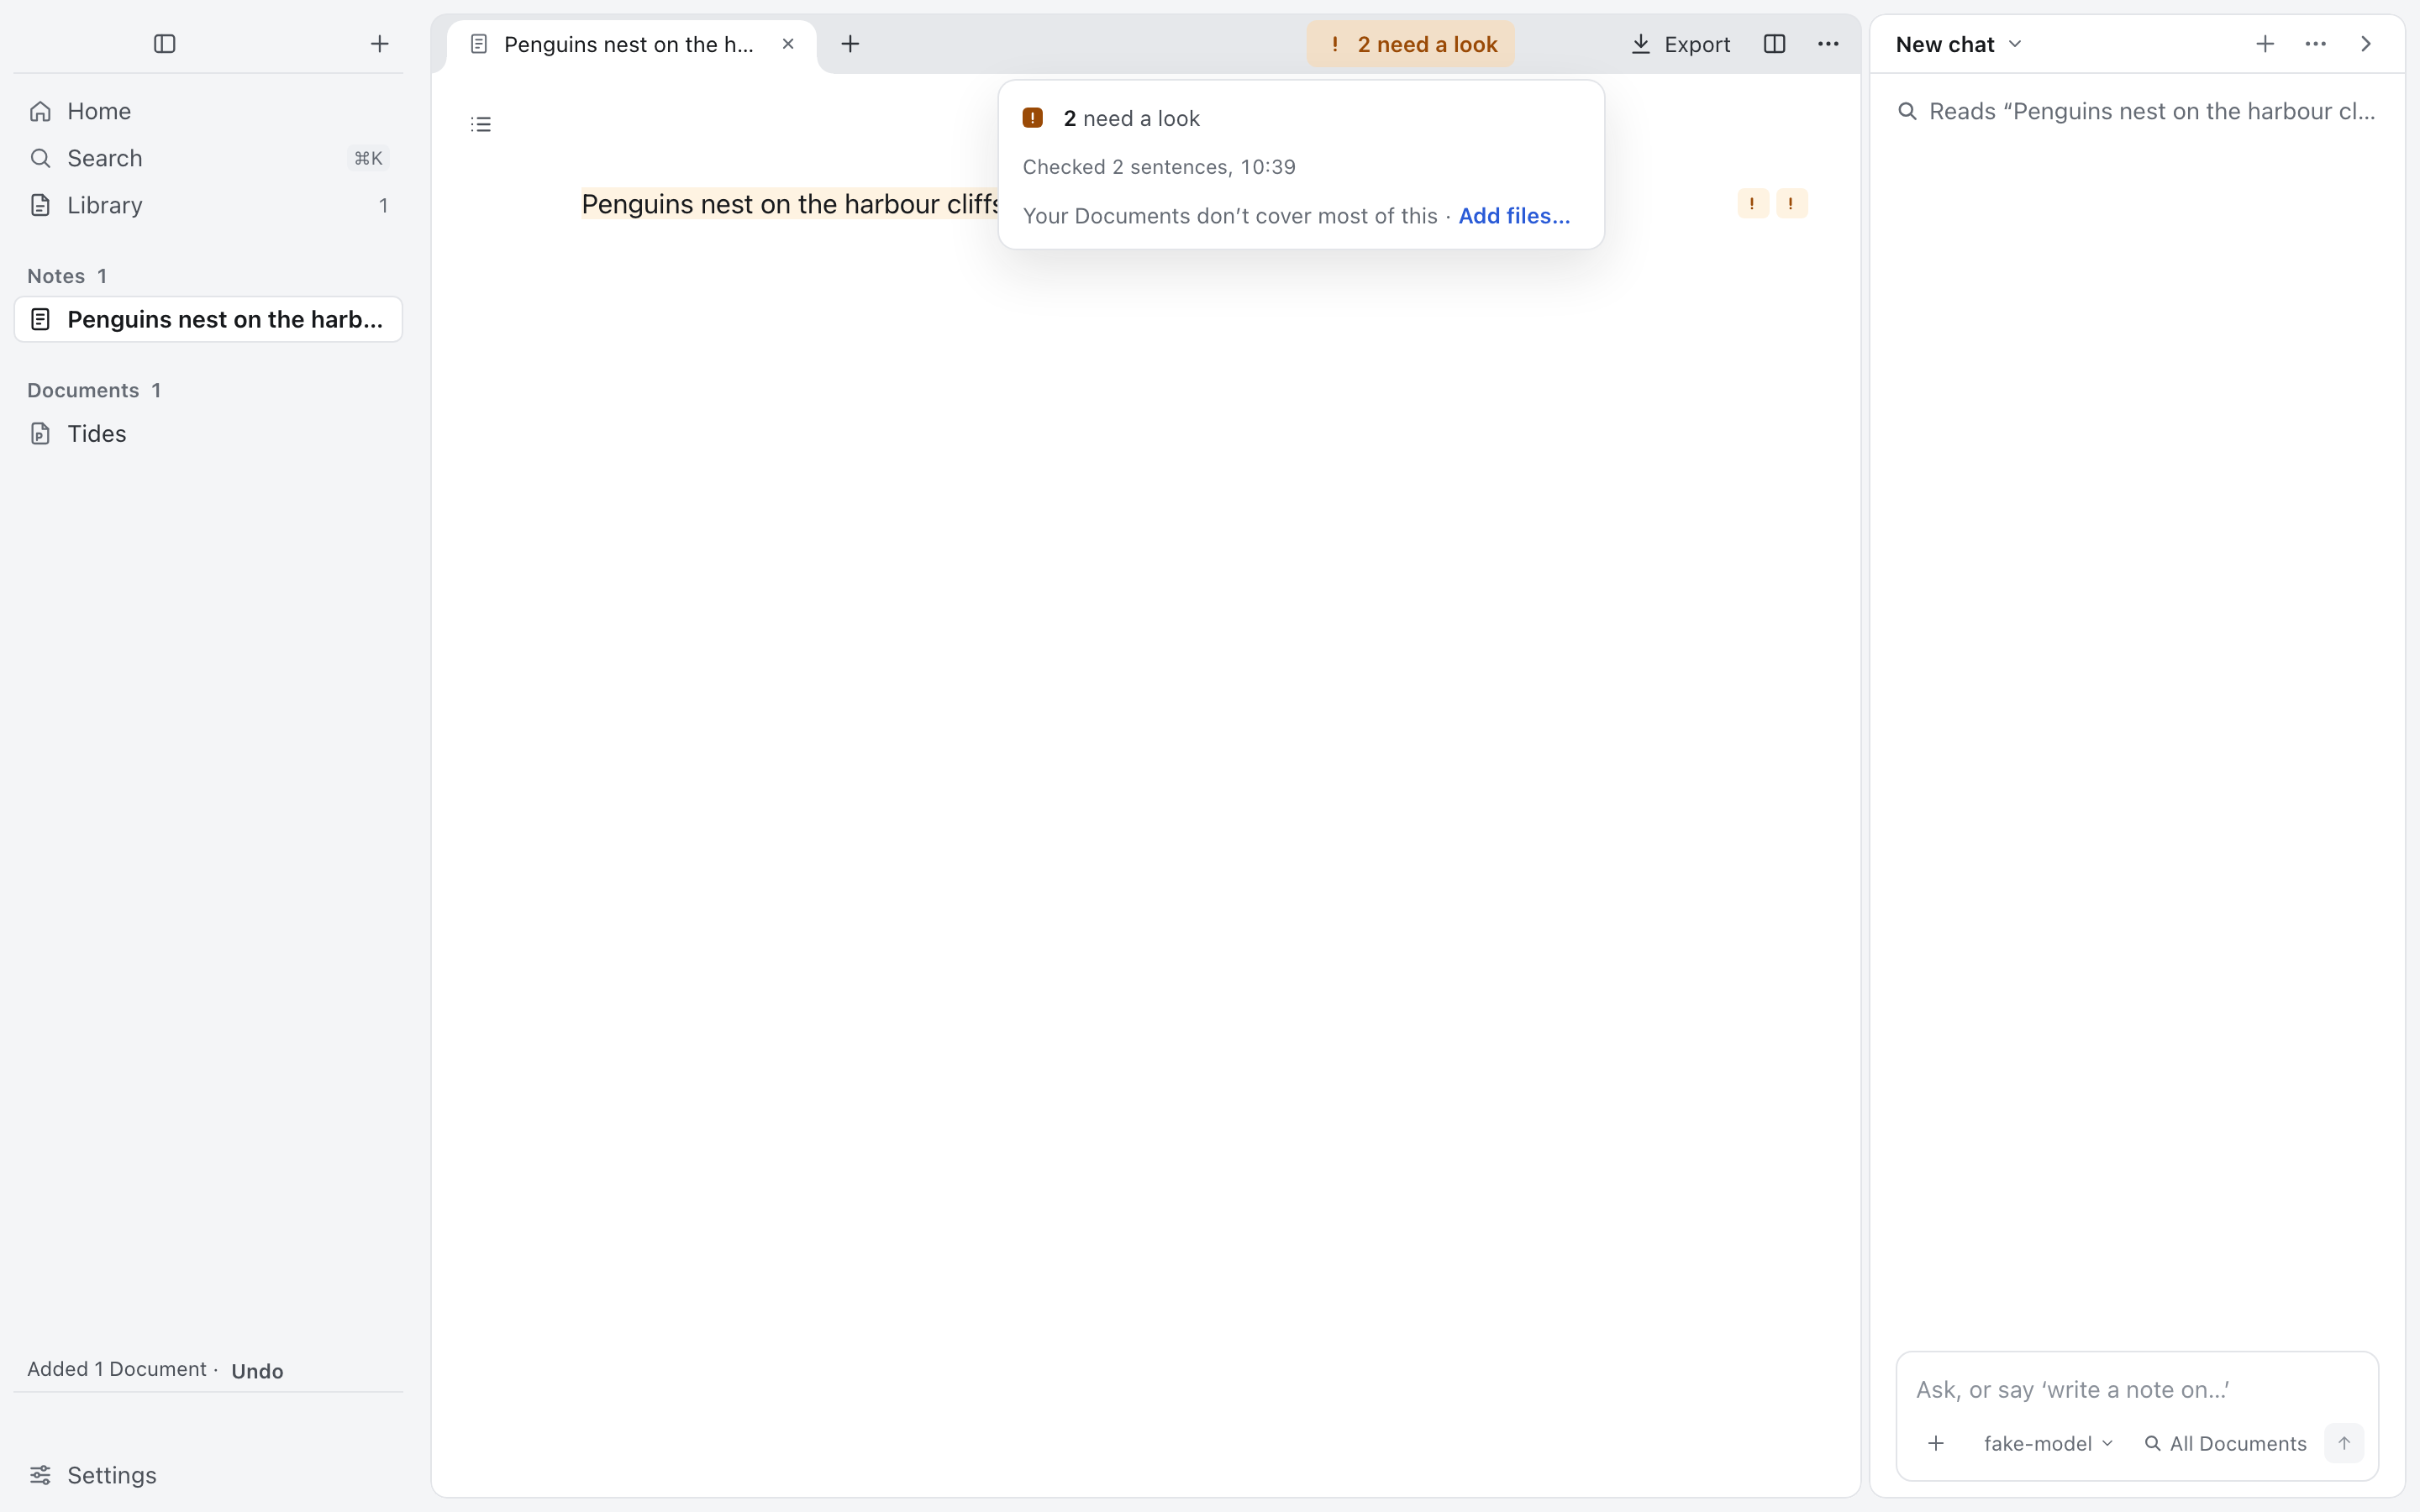 Home
Search ⌘K
Library 1
Notes 1
Penguins nest on the harb...
Documents 1
Tides
Added 1 Document · Undo
Settings
Penguins nest on the h...
! 2 need a look
Export
! 2 need a look
Checked 2 sentences, 10:39
Your Documents don’t cover most of this · Add files...
Penguins nest on the harbour cliffs
! !
New chat
Reads “Penguins nest on the harbour cl...
Ask, or say ‘write a note on...’
fake-model
All Documents